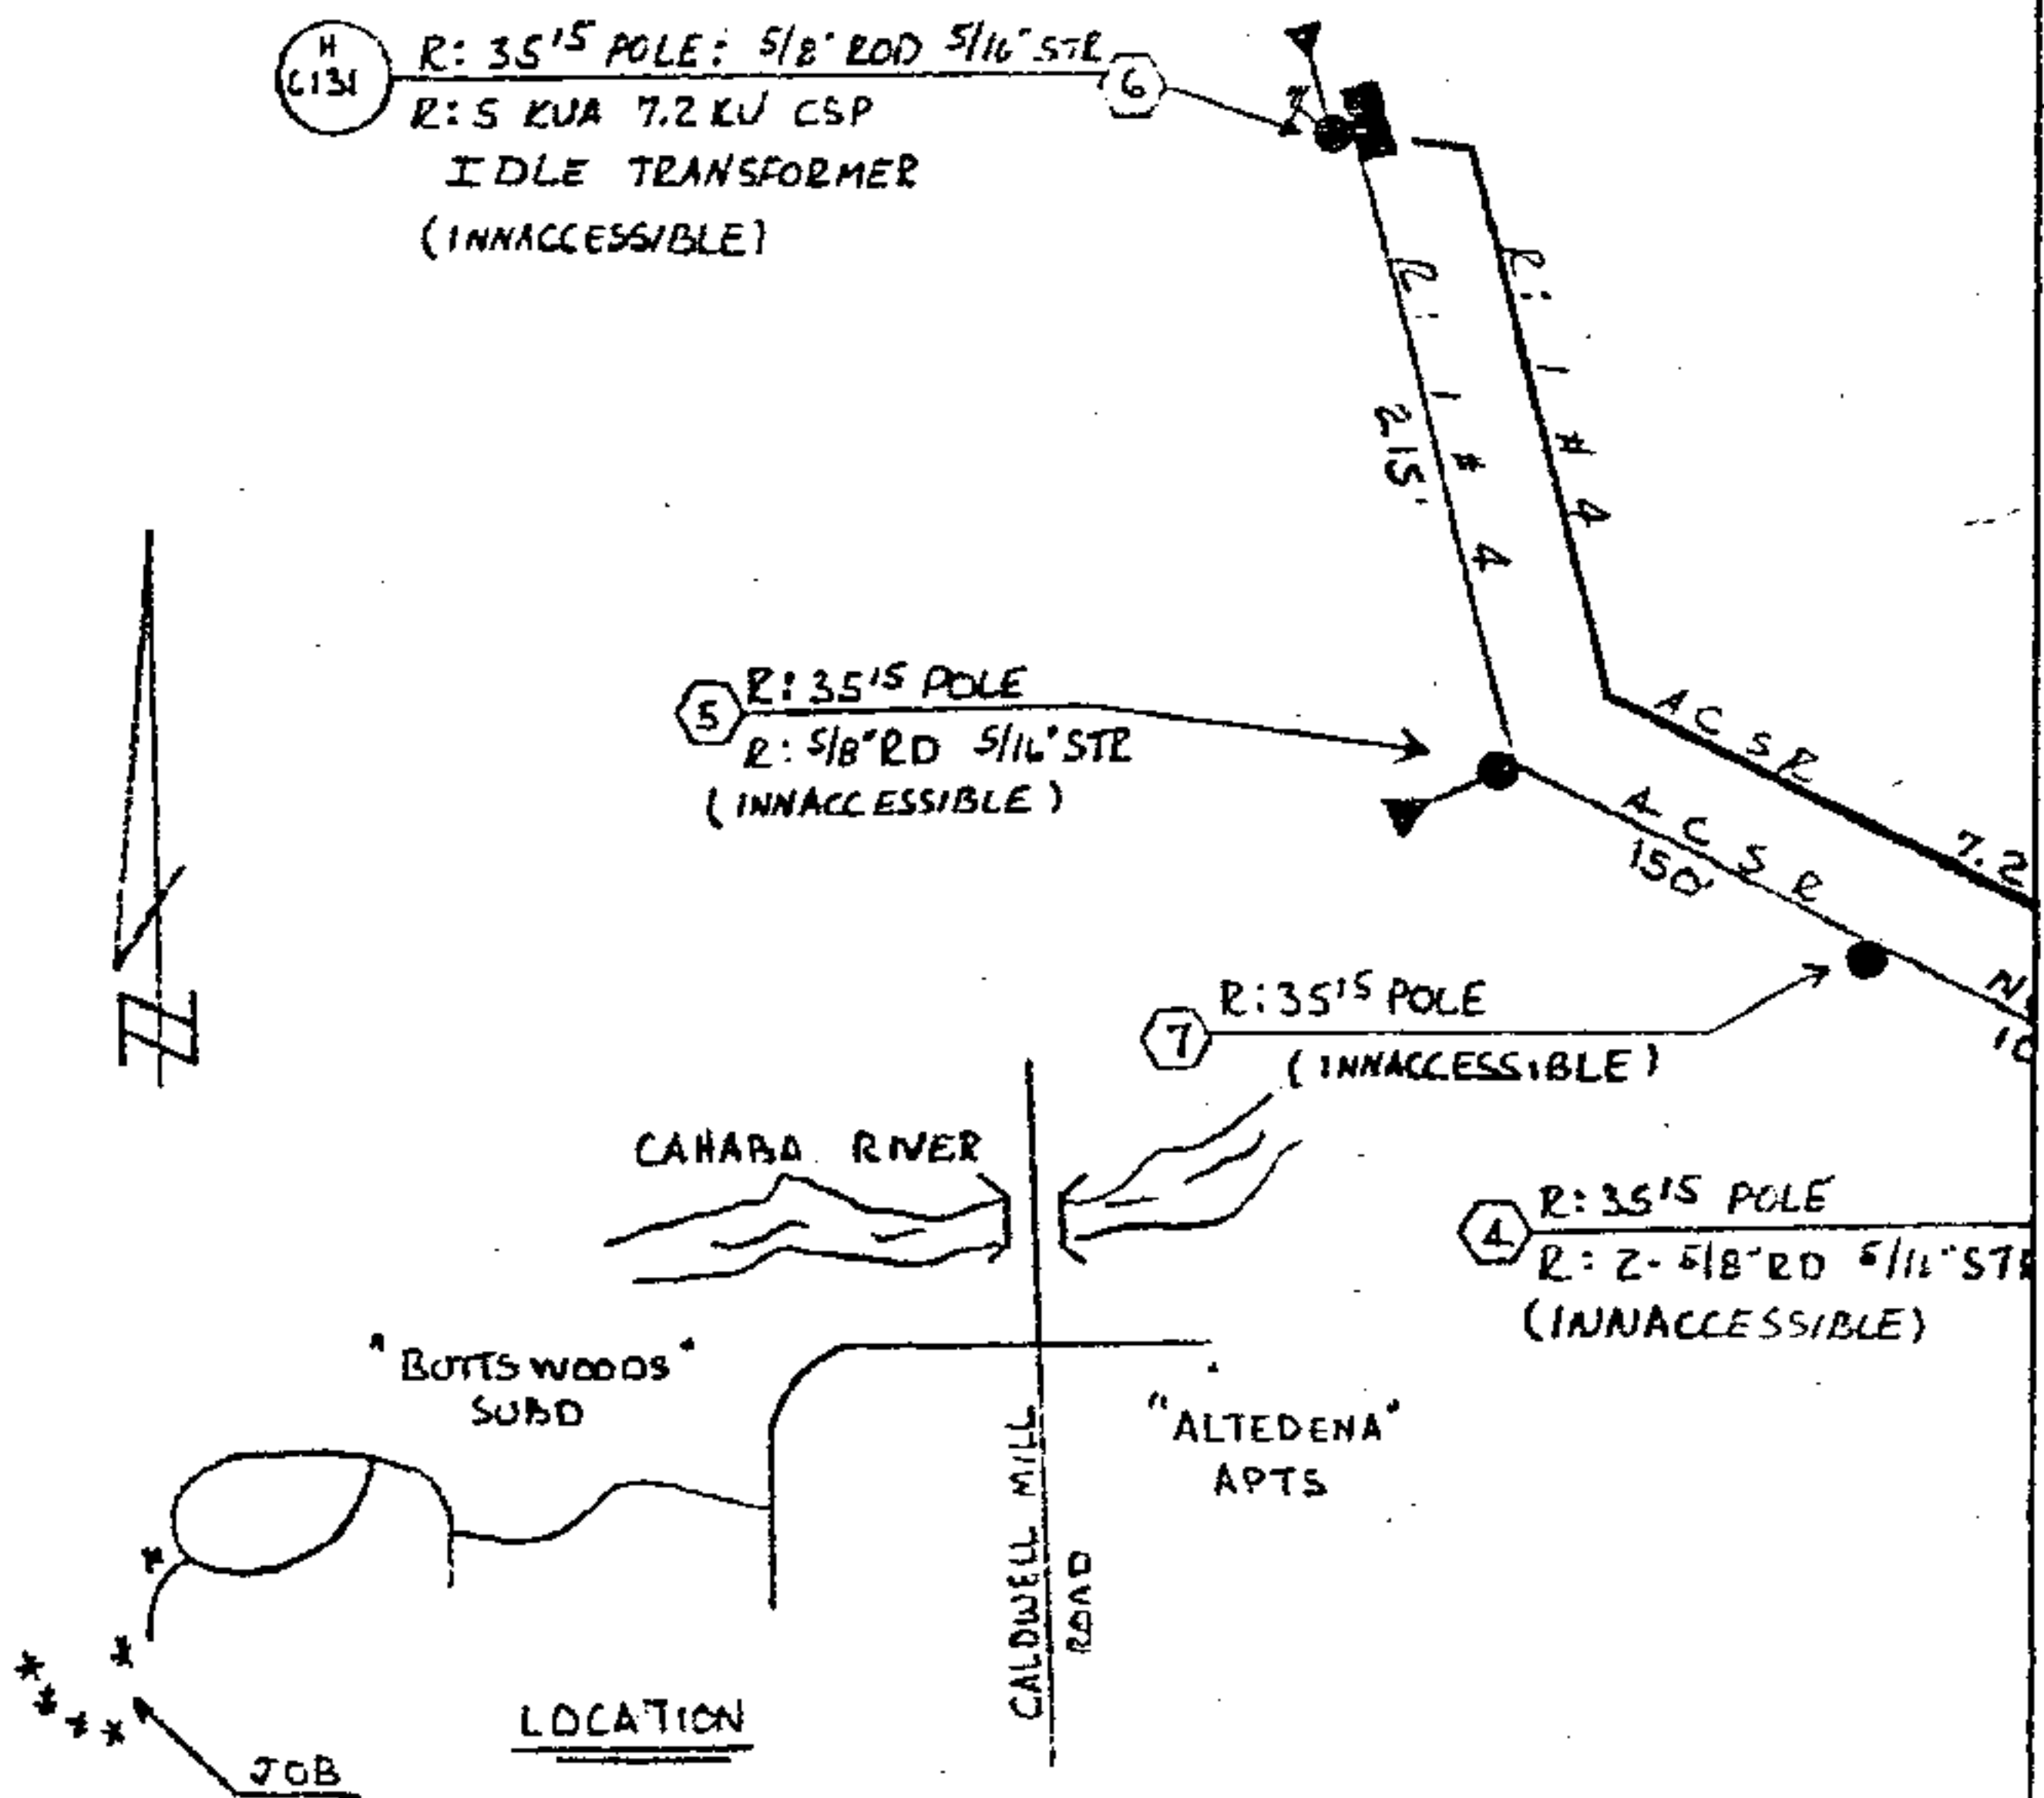 H
C131
R: 35'5 POLE: 5/8" ROD 5/16" STR
R: 5 KVA 7.2 KV CSP
IDLE TRANSFORMER
(INNACCESSIBLE)
6
R: 1 # 4 ACSR 7.2
R: 1 # 4 ACSR
215'
150'
5
R: 35'5 POLE
R: 5/8" RD 5/16" STR
(INNACCESSIBLE)
N
7
R: 35'5 POLE
(INNACCESSIBLE)
10
CAHABA RIVER
4
R: 35'5 POLE
R: 2- 5/8" RD 5/16" STR
(INNACCESSIBLE)
"BOTTS WOODS"
SUBD
"ALTEDENA"
APTS
CALDWELL MILL
ROAD
LOCATION
JOB